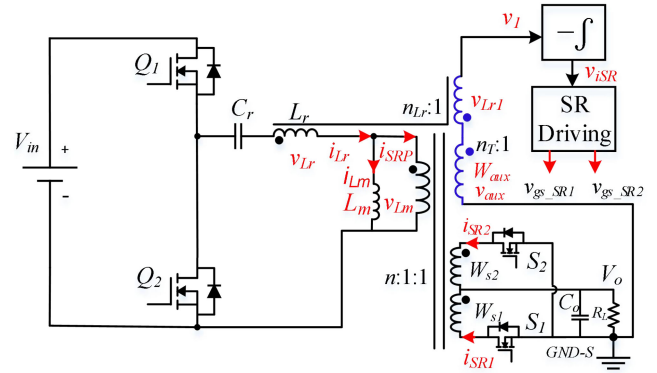 v1
−∫
viSR
Q1
nLr:1
vLr1
SR
Driving
Cr
Lr
Vin
+
-
vLr
iLr
iSRP
nT:1
Waux
vaux
vgs_SR1
vgs_SR2
iLm
Lm
vLm
iSR2
S2
Ws2
Q2
n:1:1
Vo
Ws1
S1
Co
RL
iSR1
GND-S